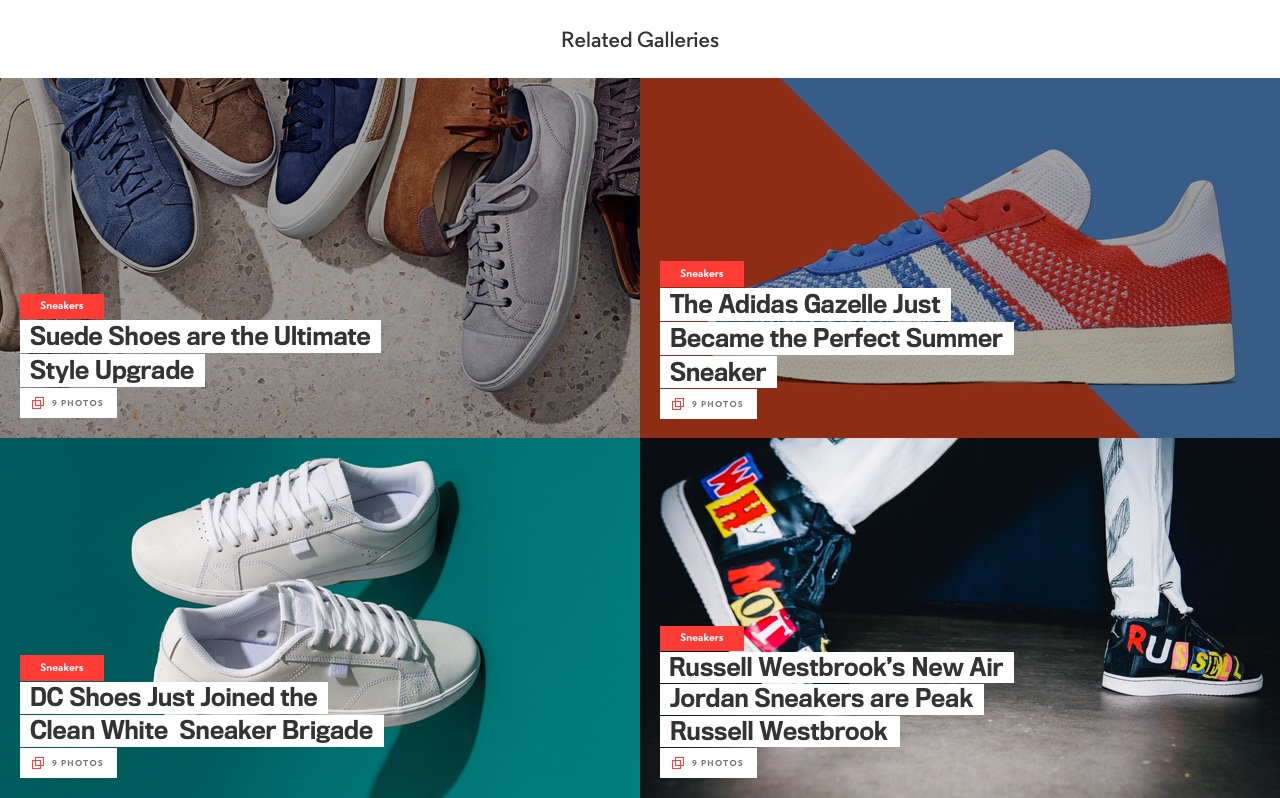 Related Galleries
Sneakers
Suede Shoes are the Ultimate
Style Upgrade
9 PHOTOS
Sneakers
The Adidas Gazelle Just
Became the Perfect Summer
Sneaker
9 PHOTOS
Sneakers
DC Shoes Just Joined the
Clean White  Sneaker Brigade
9 PHOTOS
WHy
NOT
RUSSELL
Sneakers
Russell Westbrook's New Air
Jordan Sneakers are Peak
Russell Westbrook
9 PHOTOS